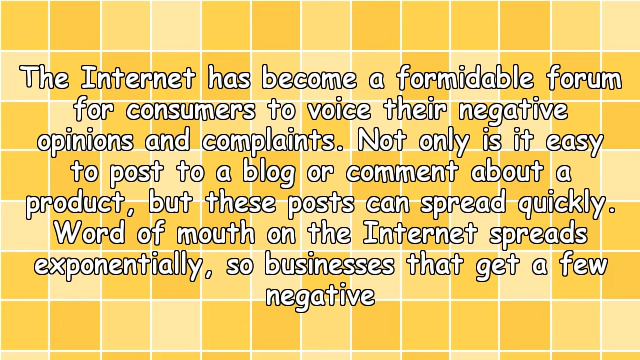 The Internet has become a formidable forum
for consumers to voice their negative
opinions and complaints. Not only is it easy
to post to a blog or comment about a
product, but these posts can spread quickly.
Word of mouth on the Internet spreads
exponentially, so businesses that get a few
negative